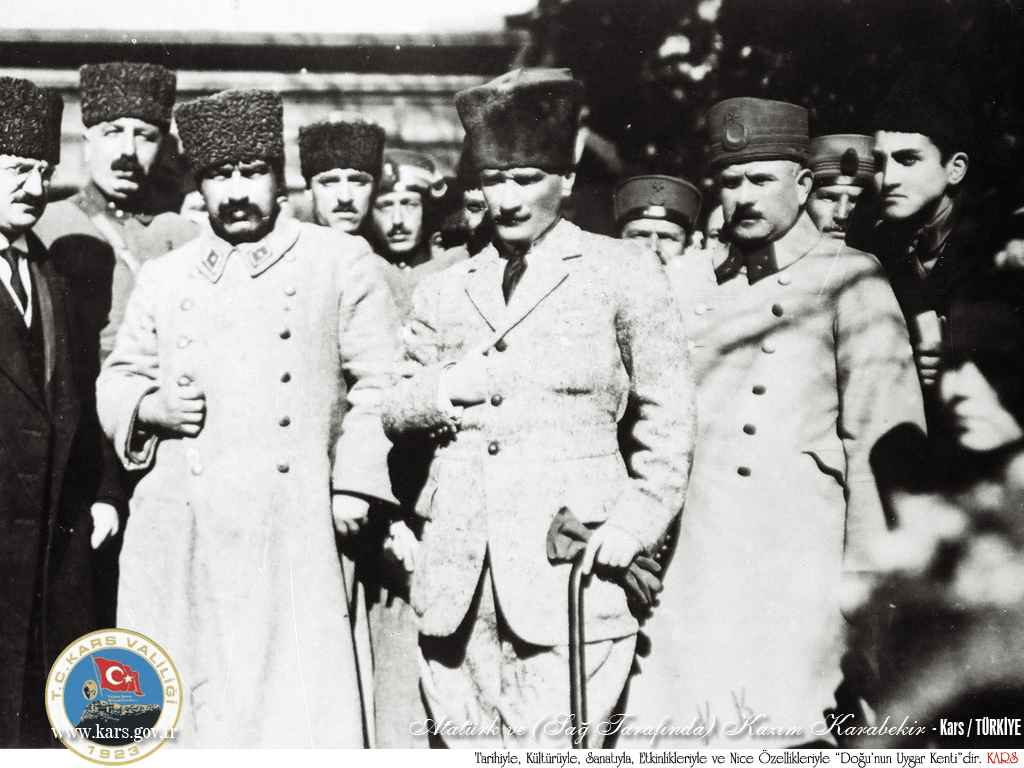 T.C. KARS VALİLİĞİ
www.kars.gov.tr
1923
Atatürk ve (Sağ Tarafında) Kazım Karabekir - Kars / TÜRKİYE
Tarihiyle, Kültürüyle, Sanatıyla, Etkinlikleriyle ve Nice Özellikleriyle "Doğu'nun Uygar Kenti"dir. KARS